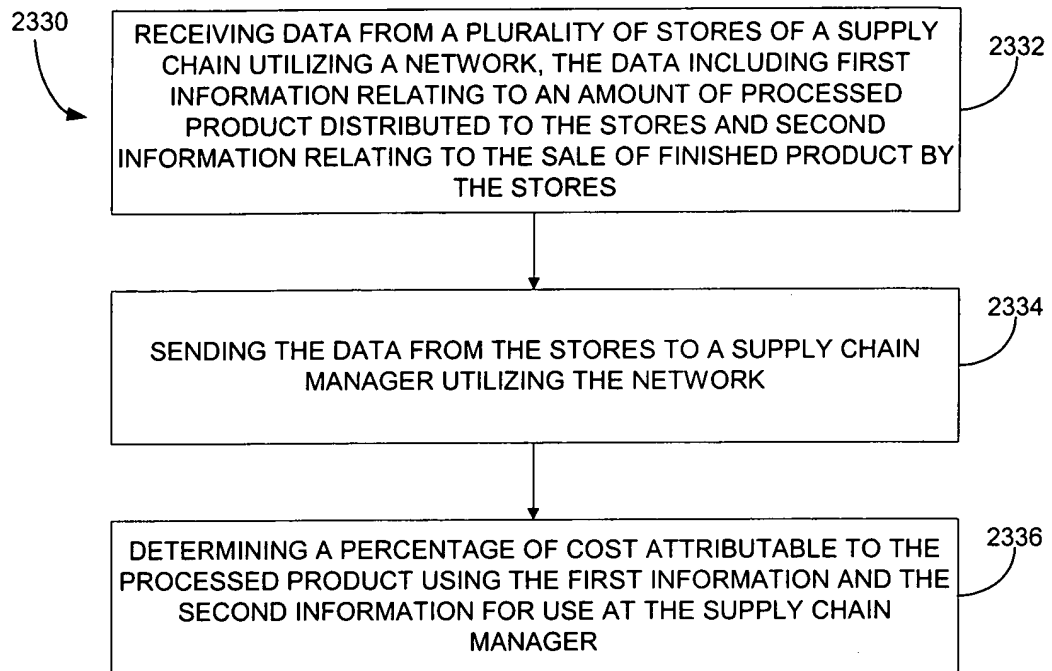 2330
RECEIVING DATA FROM A PLURALITY OF STORES OF A SUPPLY
CHAIN UTILIZING A NETWORK, THE DATA INCLUDING FIRST
INFORMATION RELATING TO AN AMOUNT OF PROCESSED
PRODUCT DISTRIBUTED TO THE STORES AND SECOND
INFORMATION RELATING TO THE SALE OF FINISHED PRODUCT BY
THE STORES
2332
SENDING THE DATA FROM THE STORES TO A SUPPLY CHAIN
MANAGER UTILIZING THE NETWORK
2334
DETERMINING A PERCENTAGE OF COST ATTRIBUTABLE TO THE
PROCESSED PRODUCT USING THE FIRST INFORMATION AND THE
SECOND INFORMATION FOR USE AT THE SUPPLY CHAIN
MANAGER
2336